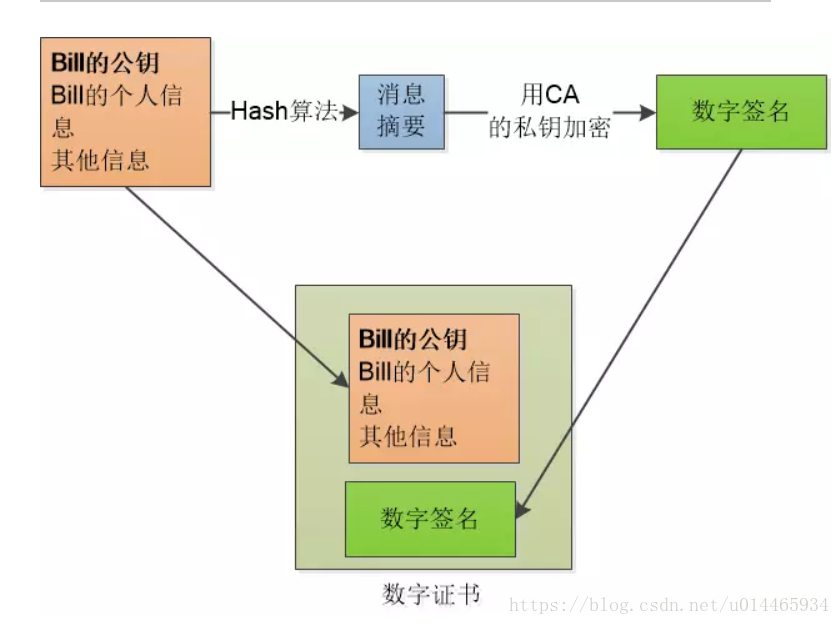 Bill的公钥
Bill的个人信
息
其他信息
Hash算法
消息
摘要
用CA
的私钥加密
数字签名
Bill的公钥
Bill的个人信
息
其他信息
数字签名
数字证书
https://blog.csdn.net/u014465934